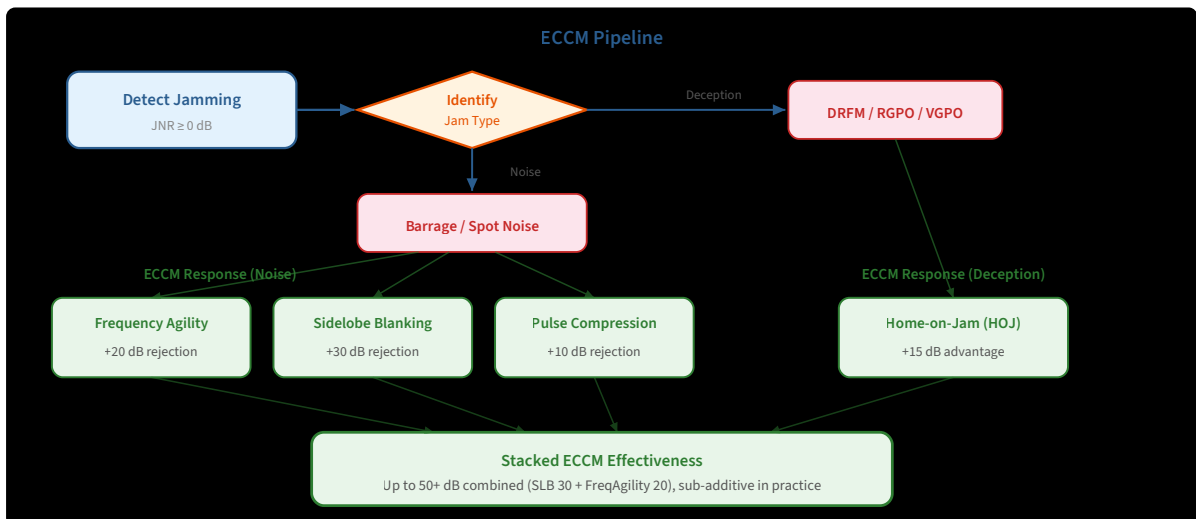 ECCM Pipeline
Detect Jamming
JNR ≥ 0 dB
Identify
Jam Type
Deception
DRFM / RGPO / VGPO
Noise
Barrage / Spot Noise
ECCM Response (Noise)
ECCM Response (Deception)
Frequency Agility
+20 dB rejection
Sidelobe Blanking
+30 dB rejection
Pulse Compression
+10 dB rejection
Home-on-Jam (HOJ)
+15 dB advantage
Stacked ECCM Effectiveness
Up to 50+ dB combined (SLB 30 + FreqAgility 20), sub-additive in practice